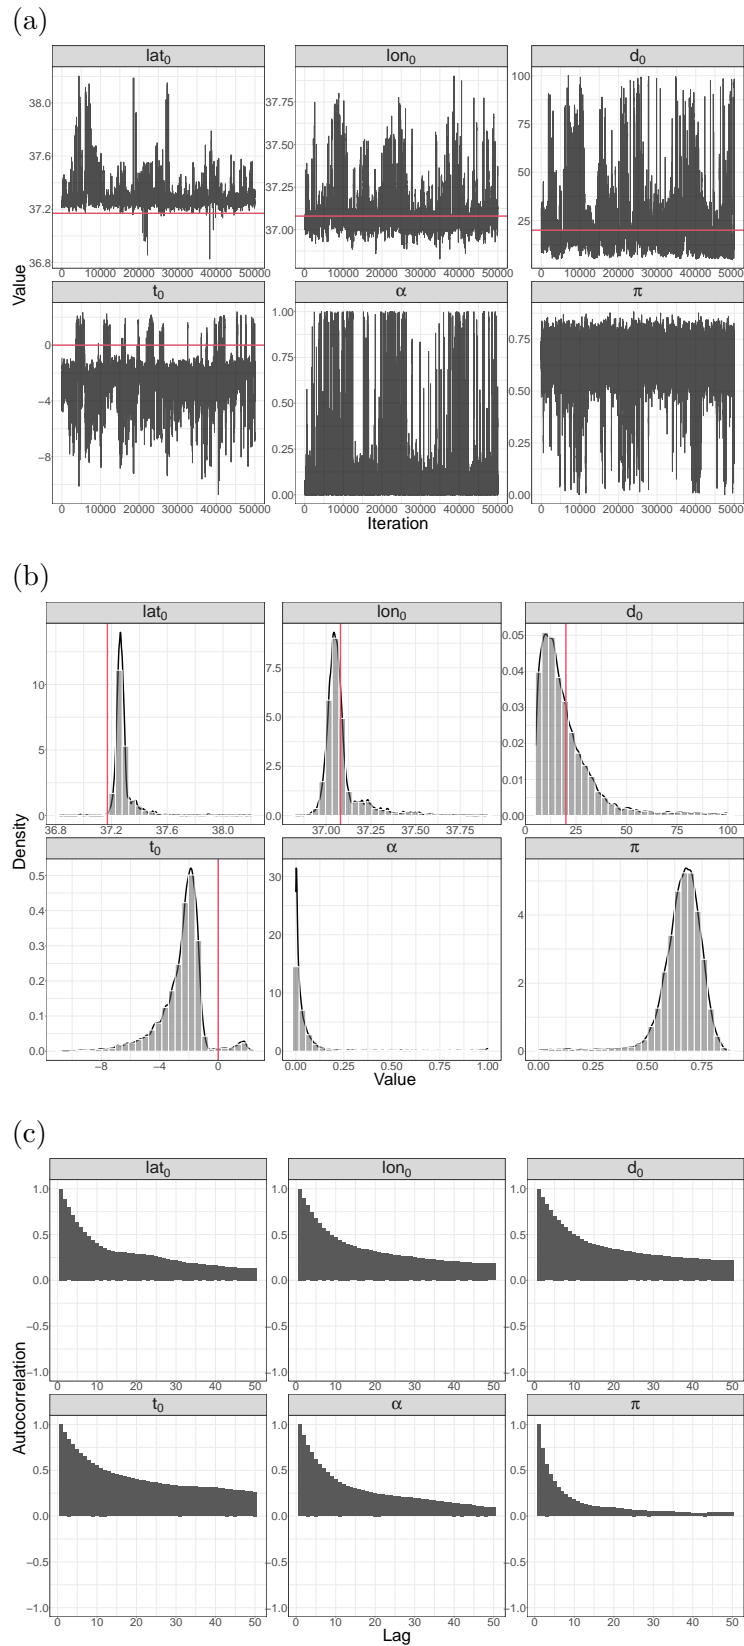 (a)
lat0 lon0 d0
38.0 37.6 37.2 36.8
37.75 37.50 37.25 37.00
100 75 50 25
0 10000 20000 30000 40000 50000 0 10000 20000 30000 40000 50000 0 10000 20000 30000 40000 50000
Value
t0 α π
0 −4 −8
1.00 0.75 0.50 0.25 0.00
0.75 0.50 0.25 0.00
0 10000 20000 30000 40000 50000 0 10000 20000 30000 40000 50000 0 10000 20000 30000 40000 50000
Iteration
(b)
lat0 lon0 d0
10 5 0
7.5 5.0 2.5 0.0
0.05 0.04 0.03 0.02 0.01 0.00
36.8 37.2 37.6 38.0 37.00 37.25 37.50 37.75 0 25 50 75 100
Density
t0 α π
0.5 0.4 0.3 0.2 0.1 0.0
30 20 10 0
4 2 0
−8 −4 0 0.00 0.25 0.50 0.75 1.00 0.00 0.25 0.50 0.75
Value
(c)
lat0 lon0 d0
1.0 0.5 0.0 −0.5 −1.0
1.0 0.5 0.0 −0.5 −1.0
1.0 0.5 0.0 −0.5 −1.0
0 10 20 30 40 50 0 10 20 30 40 50 0 10 20 30 40 50
Autocorrelation
t0 α π
1.0 0.5 0.0 −0.5 −1.0
1.0 0.5 0.0 −0.5 −1.0
1.0 0.5 0.0 −0.5 −1.0
0 10 20 30 40 50 0 10 20 30 40 50 0 10 20 30 40 50
Lag